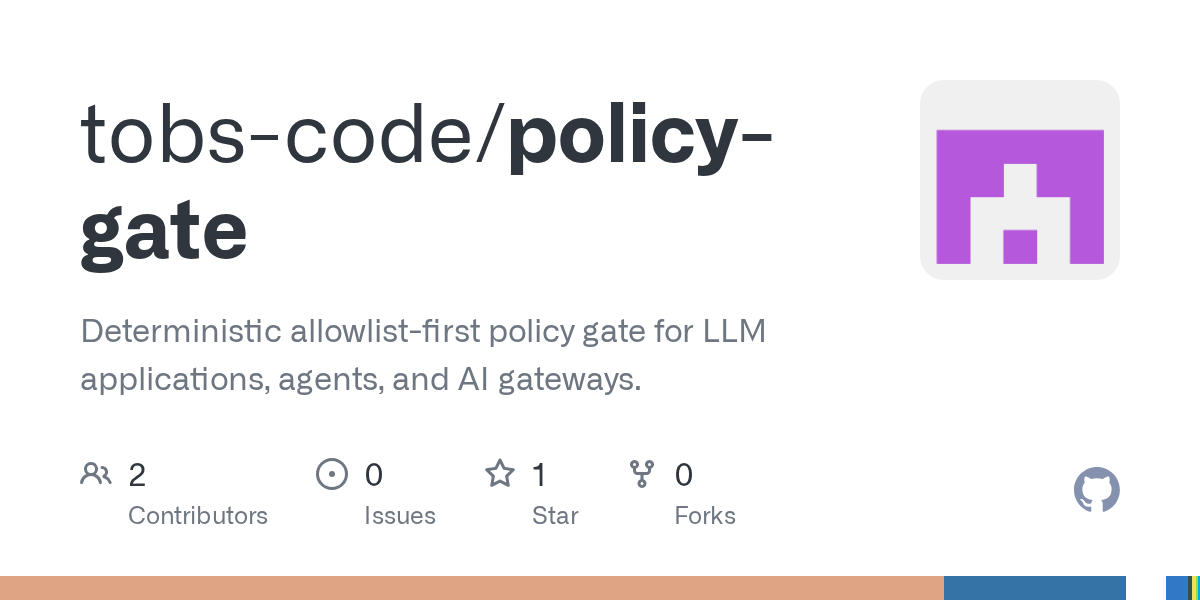 tobs-code/policy-
gate
Deterministic allowlist-first policy gate for LLM
applications, agents, and AI gateways.
2 0 1 0
Contributors Issues Star Forks